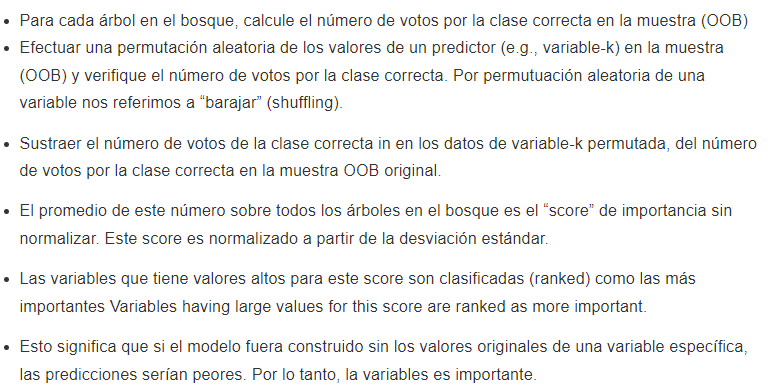 • Para cada árbol en el bosque, calcule el número de votos por la clase correcta en la muestra (OOB)
• Efectuar una permutación aleatoria de los valores de un predictor (e.g., variable-k) en la muestra
(OOB) y verifique el número de votos por la clase correcta. Por permutuación aleatoria de una
variable nos referimos a “barajar” (shuffling).
• Sustraer el número de votos de la clase correcta in en los datos de variable-k permutada, del número
de votos por la clase correcta en la muestra OOB original.
• El promedio de este número sobre todos los árboles en el bosque es el “score” de importancia sin
normalizar. Este score es normalizado a partir de la desviación estándar.
• Las variables que tiene valores altos para este score son clasificadas (ranked) como las más
importantes Variables having large values for this score are ranked as more important.
• Esto significa que si el modelo fuera construido sin los valores originales de una variable específica,
las predicciones serían peores. Por lo tanto, la variables es importante.